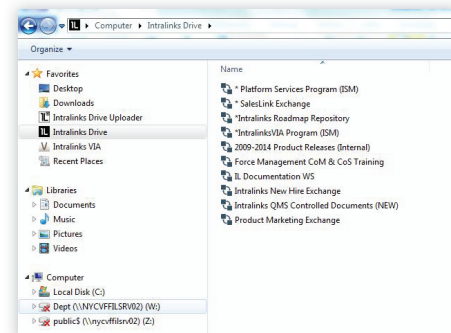 Computer
Intralinks Drive
Organize
Favorites
Desktop
Downloads
Intralinks Drive Uploader
Intralinks Drive
Intralinks VIA
Recent Places
Libraries
Documents
Music
Pictures
Videos
Computer
Local Disk (C:)
Dept (\\NYCVFFILSRV02) (W:)
public$ (\\nycvffilsrv02) (Z:)
Name
* Platform Services Program (ISM)
* SalesLink Exchange
*Intralinks Roadmap Repository
*IntralinksVIA Program (ISM)
2009-2014 Product Releases (Internal)
Force Management CoM & CoS Training
IL Documentation WS
Intralinks New Hire Exchange
Intralinks QMS Controlled Documents (NEW)
Product Marketing Exchange